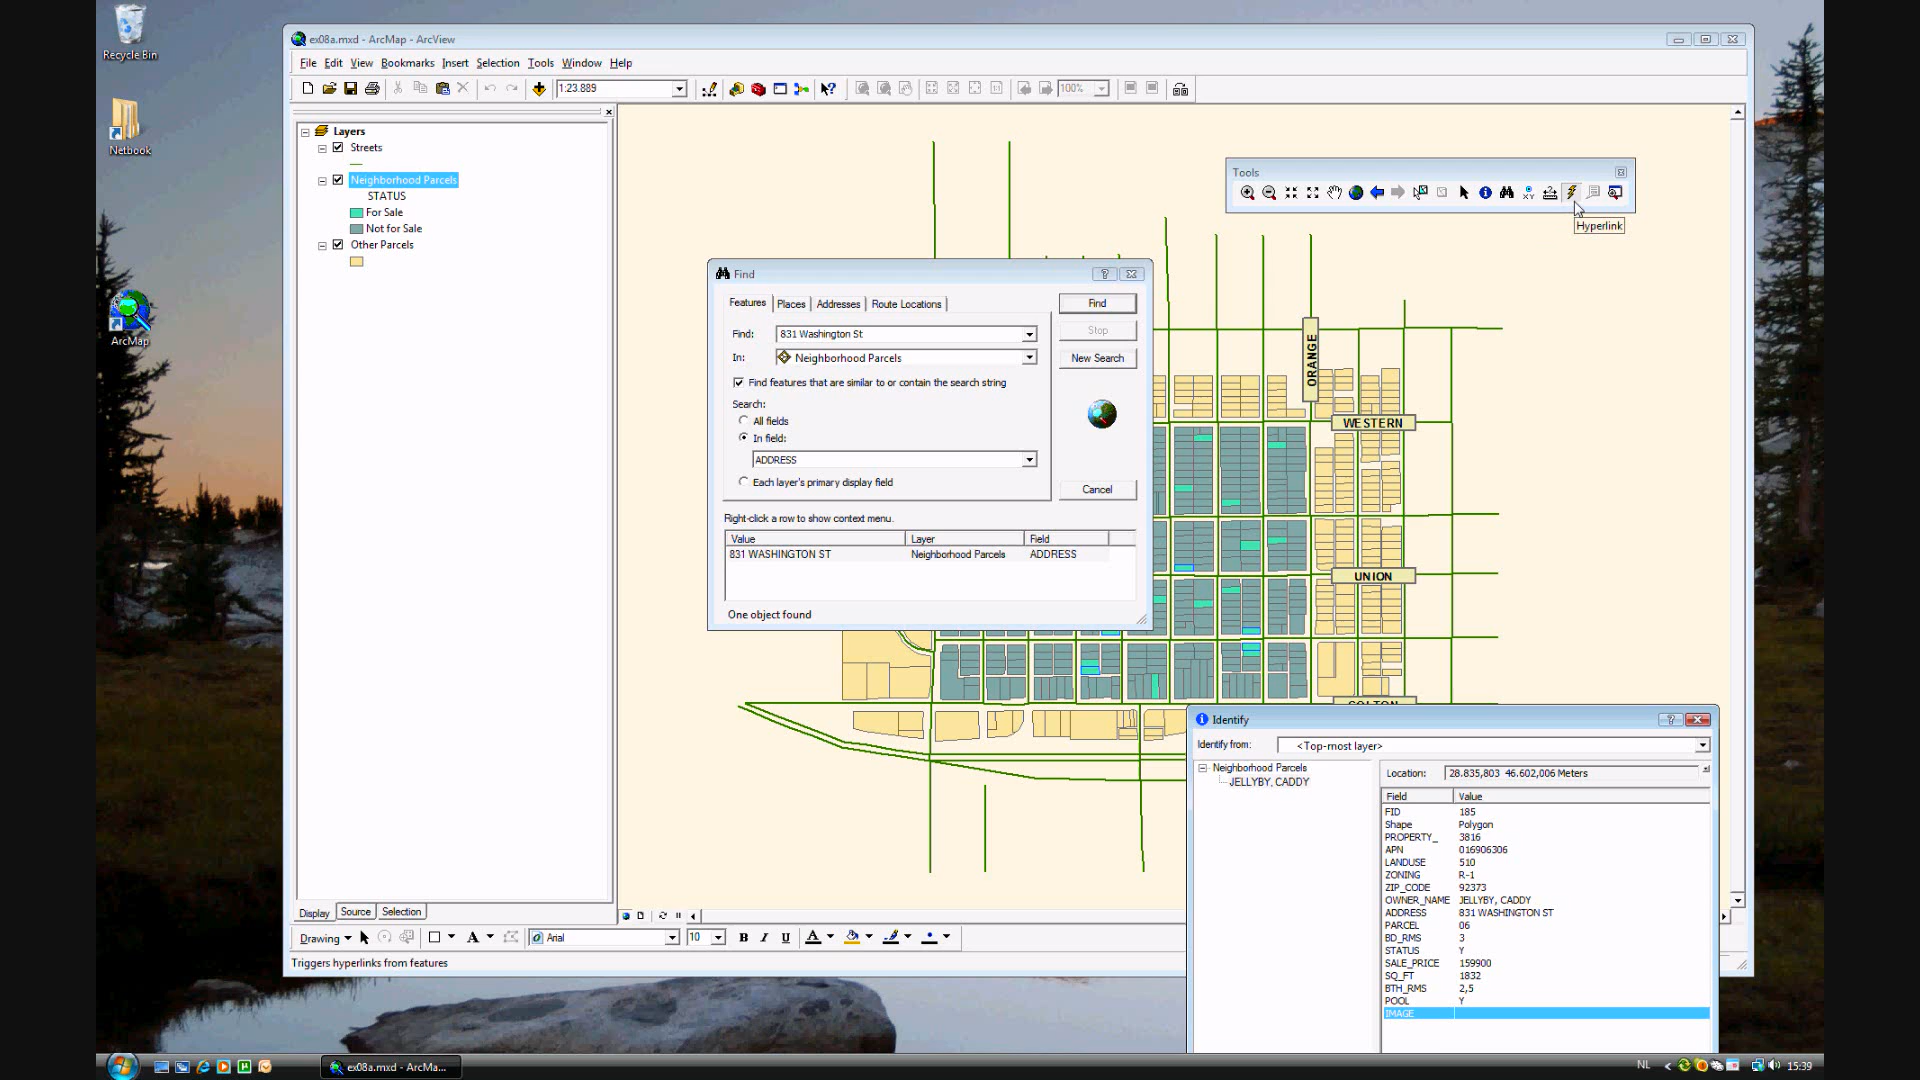 Recycle Bin
Netbook
ArcMap
ex08a.mxd - ArcMap - ArcView
File Edit View Bookmarks Insert Selection Tools Window Help
1:23.889
100%
Layers
Streets
Neighborhood Parcels
STATUS
For Sale
Not for Sale
Other Parcels
Tools
Hyperlink
Find
Features Places Addresses Route Locations
Find
Find: 831 Washington St
Stop
In: Neighborhood Parcels
New Search
Find features that are similar to or contain the search string
Search:
All fields
In field:
ADDRESS
Each layer's primary display field
Cancel
Right-click a row to show context menu.
Value Layer Field
831 WASHINGTON ST Neighborhood Parcels ADDRESS
One object found
ORANGE
WESTERN
UNION
COLTON
Identify
Identify from: <Top-most layer>
Neighborhood Parcels
JELLYBY, CADDY
Location: 28.835,803 46.602,006 Meters
Field Value
FID 185
Shape Polygon
PROPERTY_ 3816
APN 016906306
LANDUSE 510
ZONING R-1
ZIP_CODE 92373
OWNER_NAME JELLYBY, CADDY
ADDRESS 831 WASHINGTON ST
PARCEL 06
BD_RMS 3
STATUS Y
SALE_PRICE 159900
SQ_FT 1832
BTH_RMS 2,5
POOL Y
IMAGE
Display Source Selection
Drawing A Arial 10 B I U A
Triggers hyperlinks from features
ex08a.mxd - ArcMa...
NL
15:39